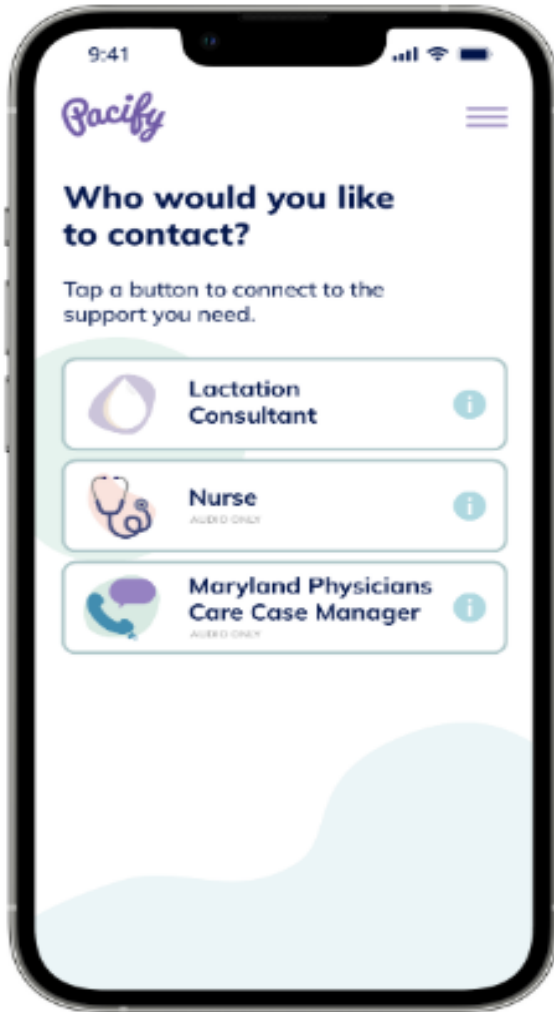 9:41
Pacify
Who would you like
to contact?
Tap a button to connect to the
support you need.
Lactation
Consultant
i
Nurse
AUDIO ONLY
i
Maryland Physicians
Care Case Manager
AUDIO ONLY
i